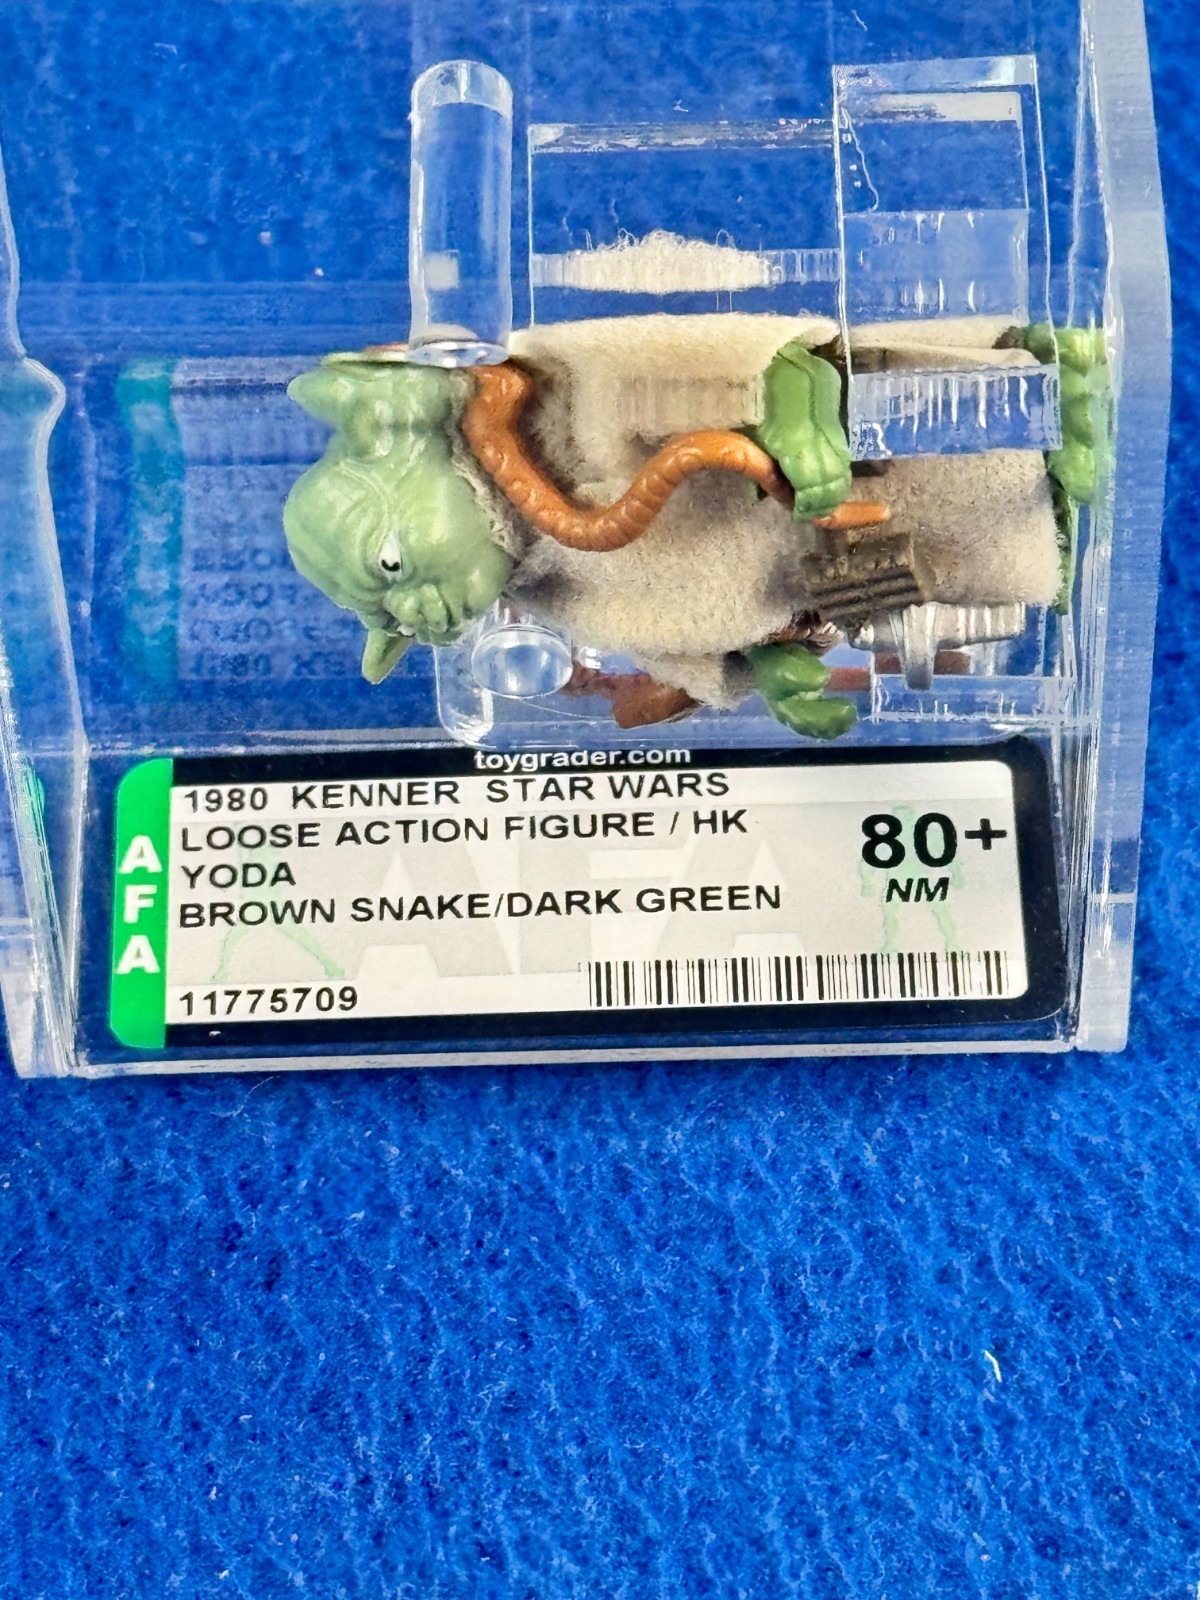 toygrader.com
1980 KENNER STAR WARS
LOOSE ACTION FIGURE / HK
YODA
BROWN SNAKE/DARK GREEN
80+
NM
AFA
11775709